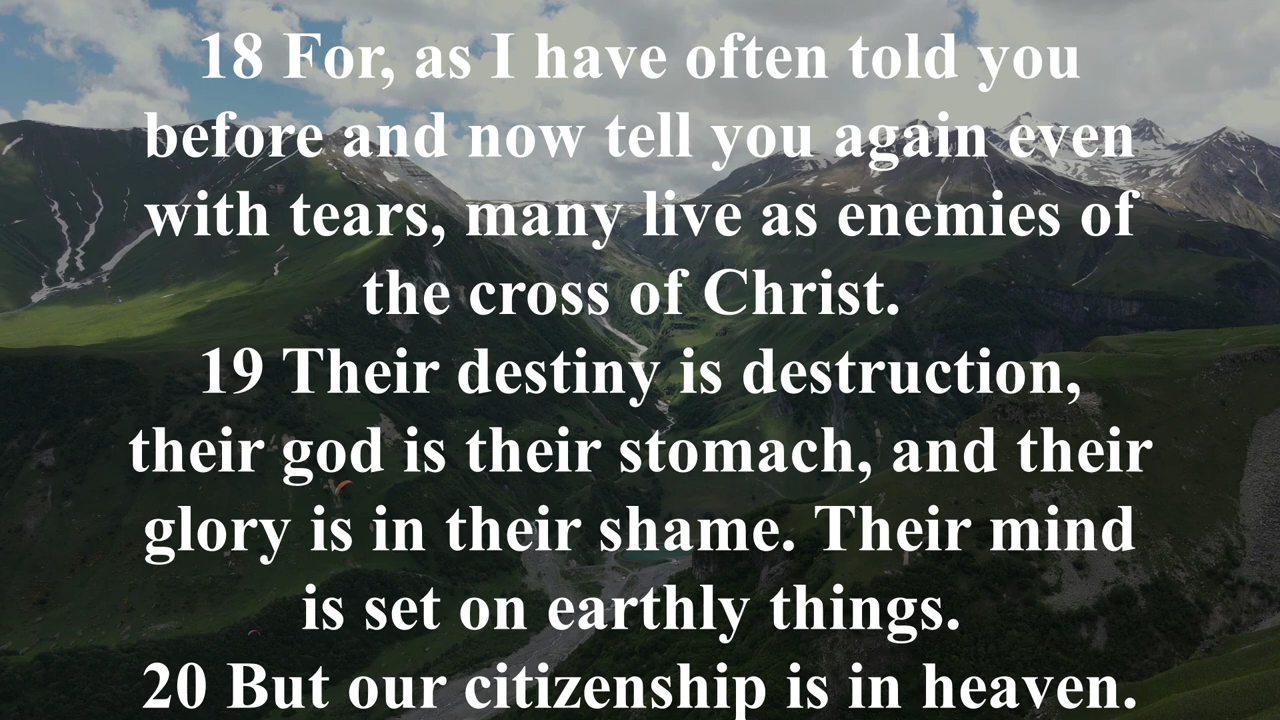 18 For, as I have often told you
before and now tell you again even
with tears, many live as enemies of
the cross of Christ.
19 Their destiny is destruction,
their god is their stomach, and their
glory is in their shame. Their mind
is set on earthly things.
20 But our citizenship is in heaven.